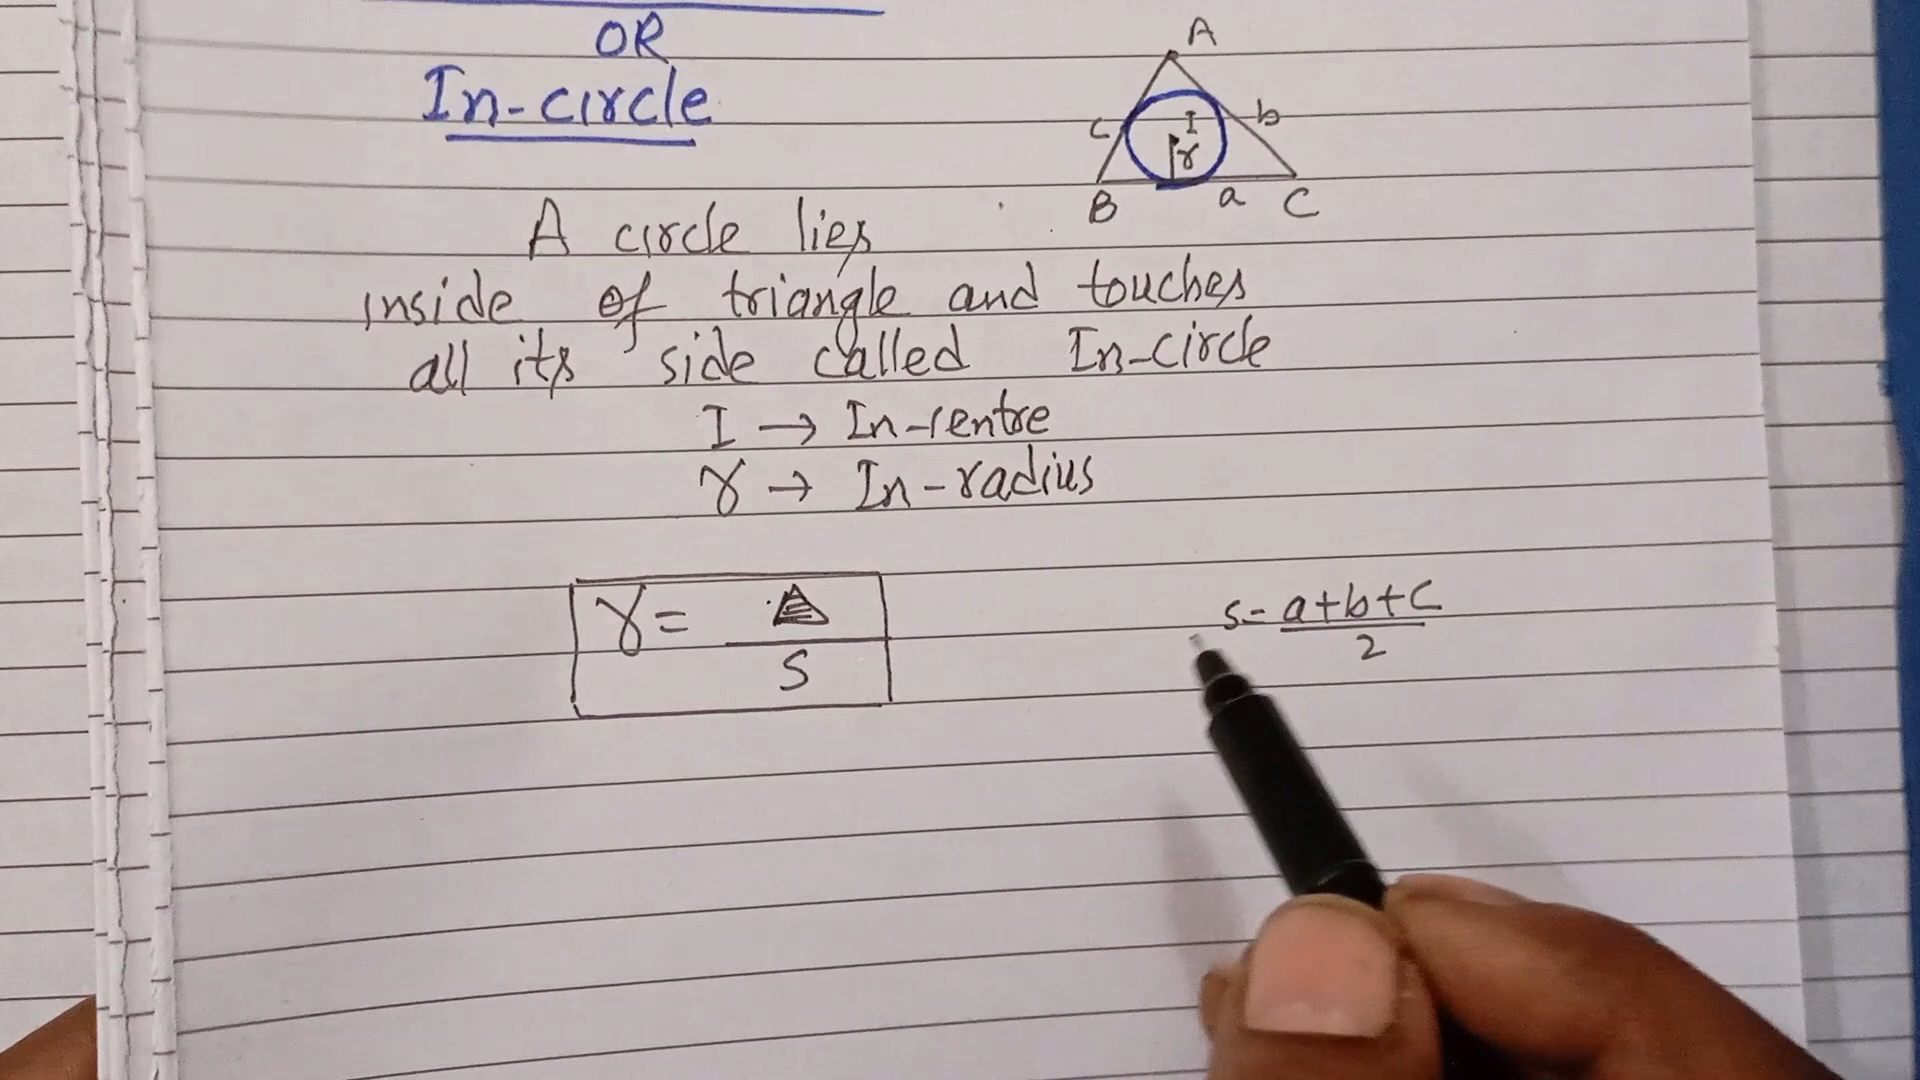 OR
In-circle
A
c
I
b
r
B
a
C
A circle lies
inside of triangle and touches
all its side called In-circle
I → In-centre
r → In-radius
r = Δ
S
s = a+b+c
2